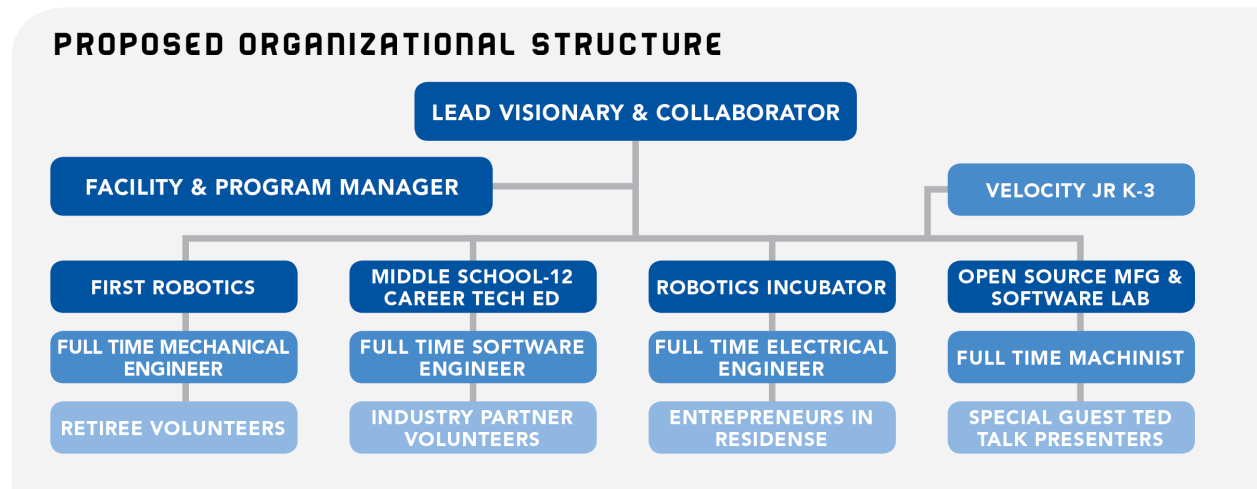 PROPOSED ORGANIZATIONAL STRUCTURE
LEAD VISIONARY & COLLABORATOR
FACILITY & PROGRAM MANAGER
VELOCITY JR K-3
FIRST ROBOTICS
MIDDLE SCHOOL-12
CAREER TECH ED
ROBOTICS INCUBATOR
OPEN SOURCE MFG &
SOFTWARE LAB
FULL TIME MECHANICAL
ENGINEER
FULL TIME SOFTWARE
ENGINEER
FULL TIME ELECTRICAL
ENGINEER
FULL TIME MACHINIST
RETIREE VOLUNTEERS
INDUSTRY PARTNER
VOLUNTEERS
ENTREPRENEURS IN
RESIDENSE
SPECIAL GUEST TED
TALK PRESENTERS